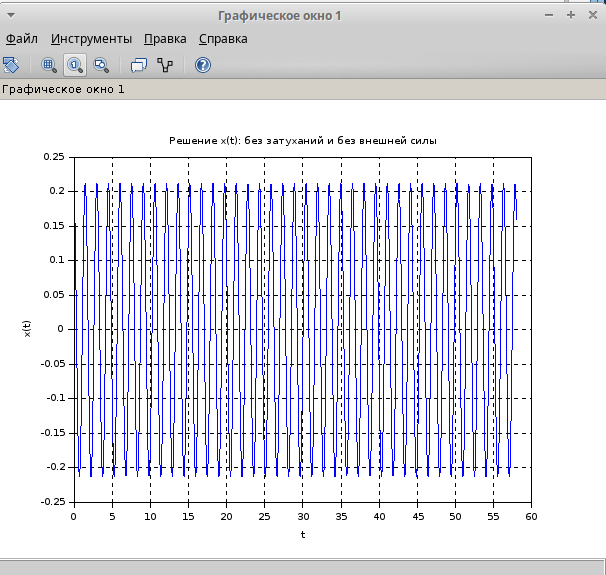 Графическое окно 1
Файл Инструменты Правка Справка
Графическое окно 1
Решение x(t): без затуханий и без внешней силы
0.25
0.2
0.15
0.1
0.05
0
-0.05
-0.1
-0.15
-0.2
-0.25
x(t)
0 5 10 15 20 25 30 35 40 45 50 55 60
t